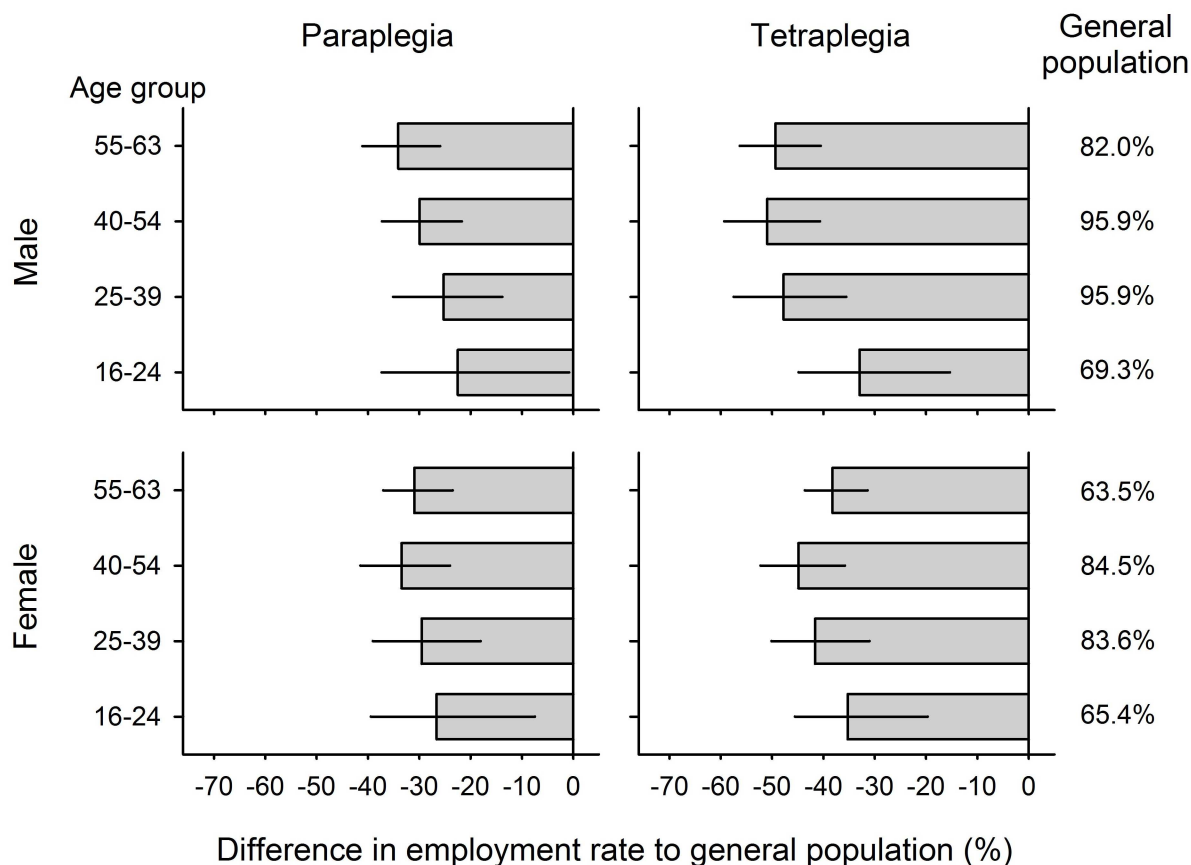 Paraplegia
Tetraplegia
General
population
Age group
Male
55-63
82.0%
40-54
95.9%
25-39
95.9%
16-24
69.3%
Female
55-63
63.5%
40-54
84.5%
25-39
83.6%
16-24
65.4%
-70 -60 -50 -40 -30 -20 -10 0
-70 -60 -50 -40 -30 -20 -10 0
Difference in employment rate to general population (%)